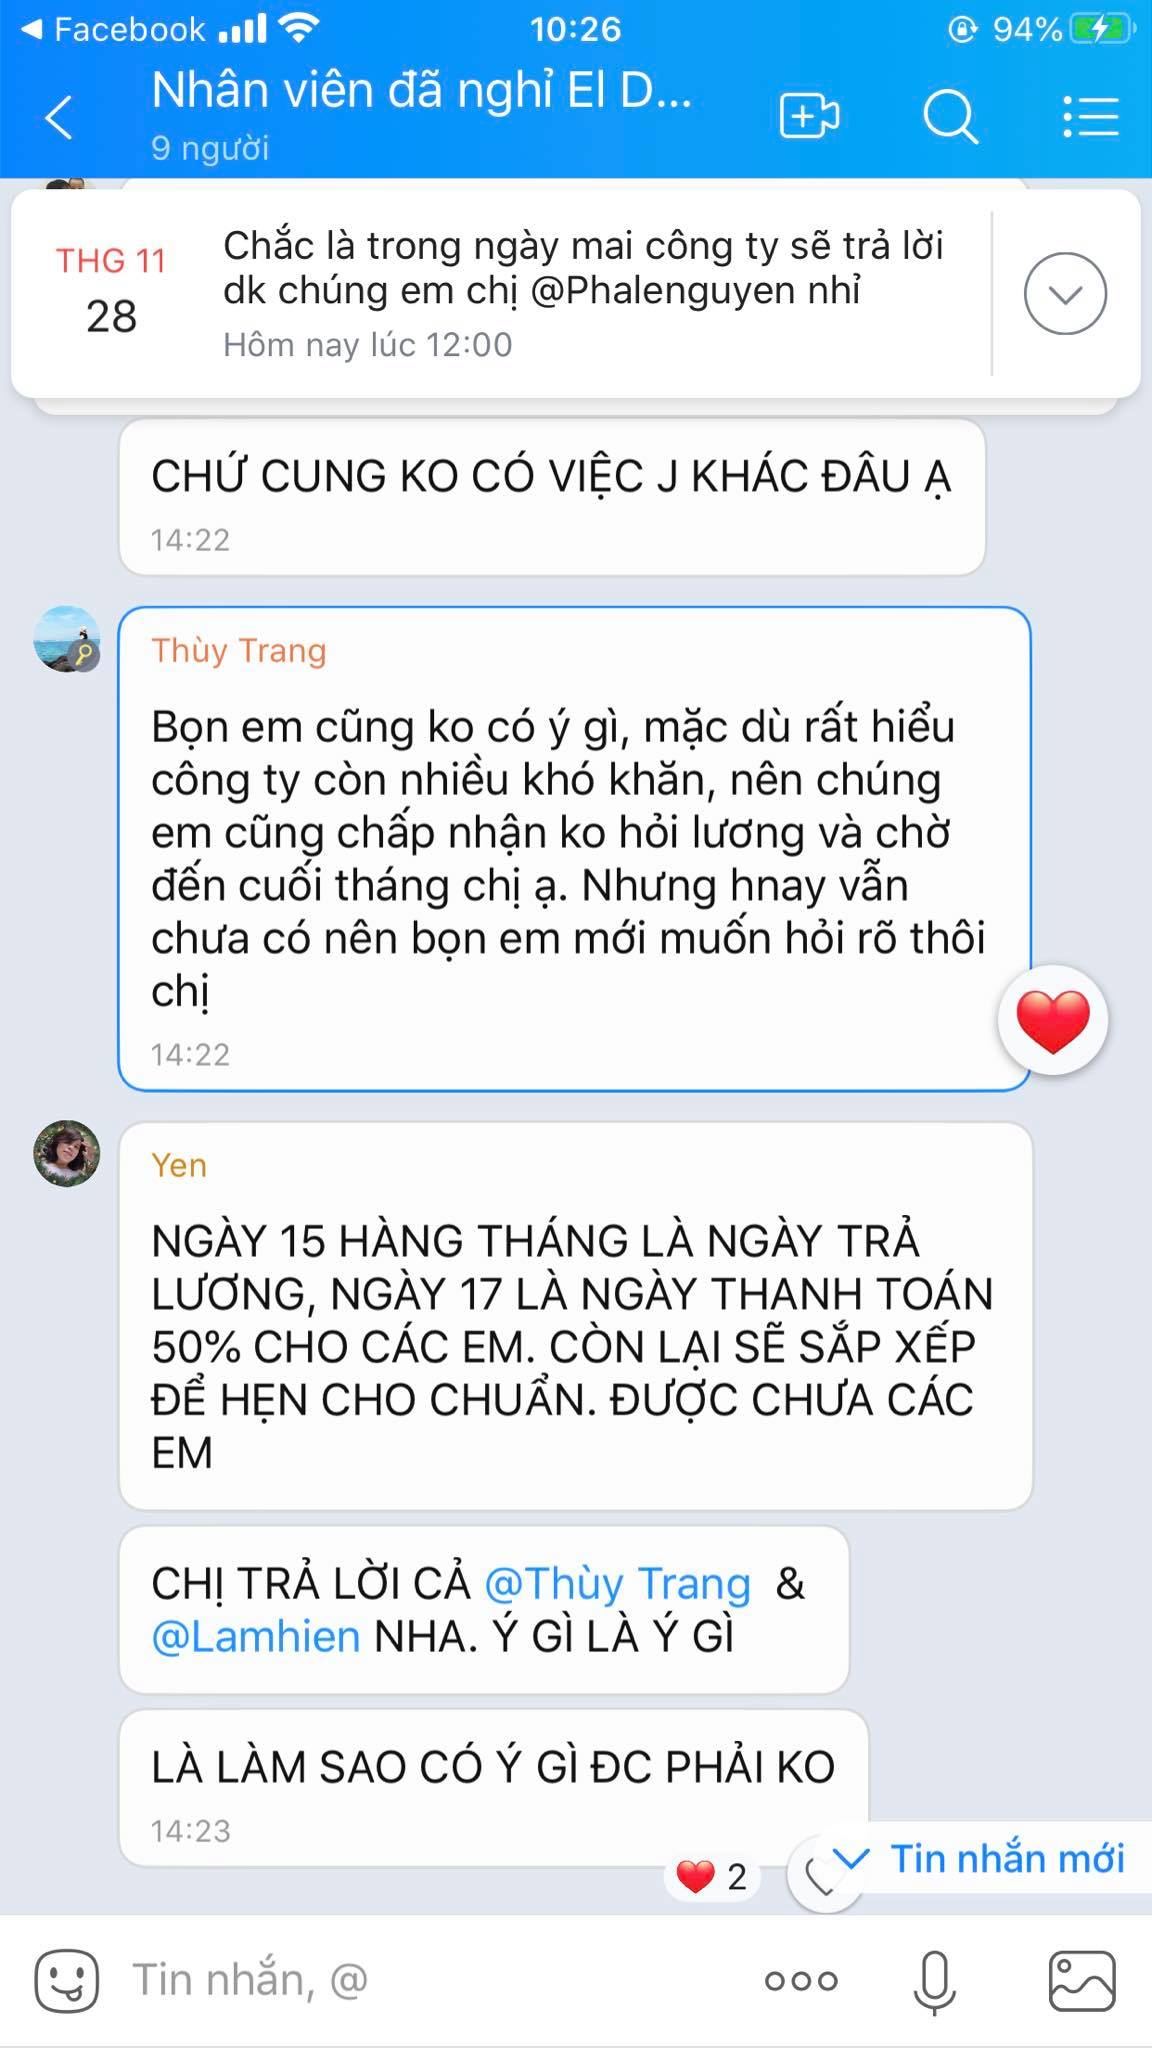 Facebook
10:26
94%
Nhân viên đã nghỉ El D...
9 người
THG 11
28
Chắc là trong ngày mai công ty sẽ trả lời
dk chúng em chị @Phalenguyen nhỉ
Hôm nay lúc 12:00
CHỨ CUNG KO CÓ VIỆC J KHÁC ĐÂU Ạ
14:22
Thùy Trang
Bọn em cũng ko có ý gì, mặc dù rất hiểu
công ty còn nhiều khó khăn, nên chúng
em cũng chấp nhận ko hỏi lương và chờ
đến cuối tháng chị ạ. Nhưng hnay vẫn
chưa có nên bọn em mới muốn hỏi rõ thôi
chị
14:22
Yen
NGÀY 15 HÀNG THÁNG LÀ NGÀY TRẢ
LƯƠNG, NGÀY 17 LÀ NGÀY THANH TOÁN
50% CHO CÁC EM. CÒN LẠI SẼ SẮP XẾP
ĐỂ HẸN CHO CHUẨN. ĐƯỢC CHƯA CÁC
EM
CHỊ TRẢ LỜI CẢ @Thùy Trang &
@Lamhien NHA. Ý GÌ LÀ Ý GÌ
LÀ LÀM SAO CÓ Ý GÌ ĐC PHẢI KO
14:23
2
Tin nhắn mới
Tin nhắn, @